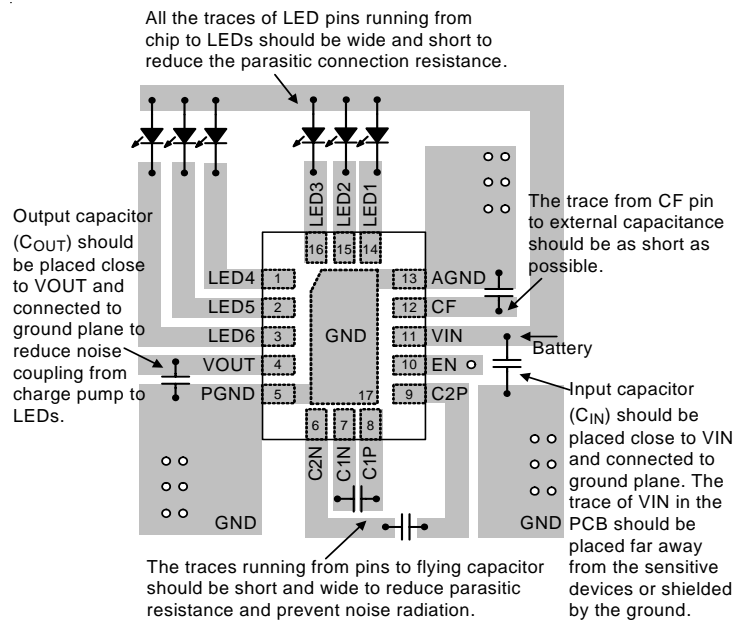 All the traces of LED pins running from
chip to LEDs should be wide and short to
reduce the parasitic connection resistance.
The trace from CF pin
to external capacitance
should be as short as
possible.
Output capacitor
(COUT) should
be placed close
to VOUT and
connected to
ground plane to
reduce noise
coupling from
charge pump to
LEDs.
LED3
LED2
LED1
16
15
14
LED4
1
LED5
2
LED6
3
VOUT
4
PGND
5
GND
17
13
AGND
12
CF
11
VIN
10
EN
9
C2P
6
7
8
C2N
C1N
C1P
Battery
Input capacitor
(CIN) should be
placed close to VIN
and connected to
ground plane. The
trace of VIN in the
PCB should be
placed far away
from the sensitive
devices or shielded
by the ground.
GND
GND
The traces running from pins to flying capacitor
should be short and wide to reduce parasitic
resistance and prevent noise radiation.